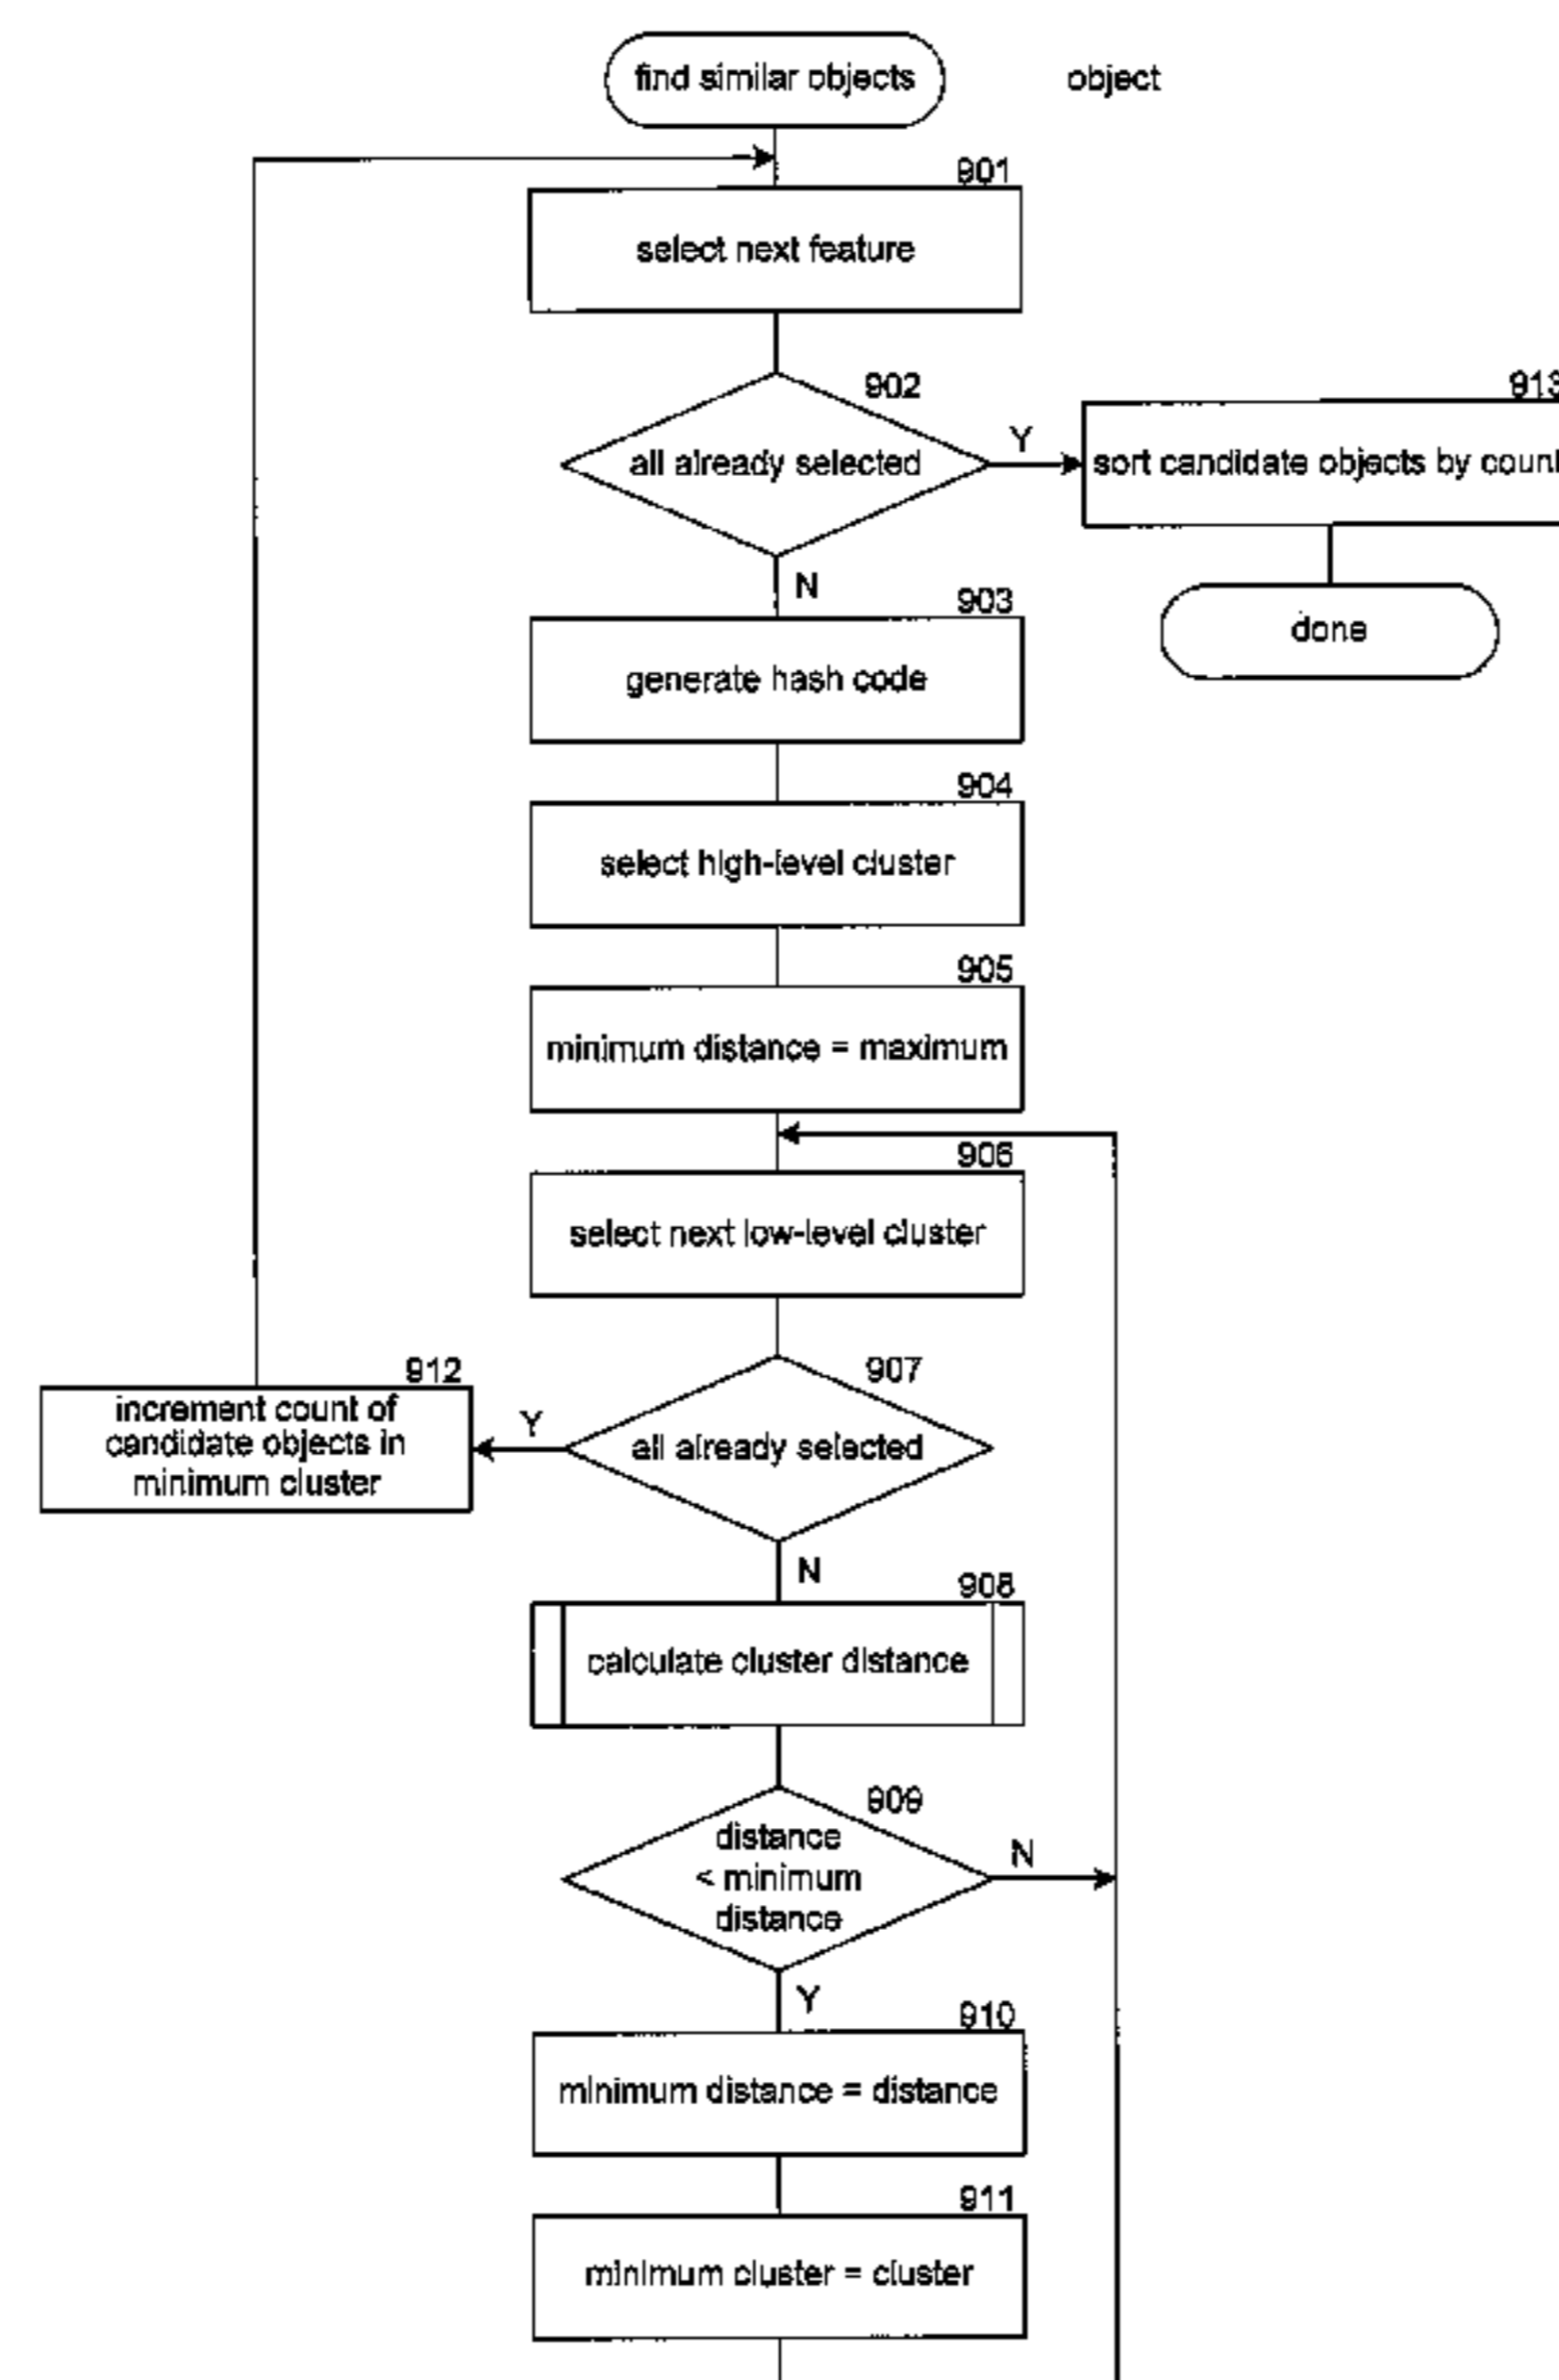 find similar objects
object
901
select next feature
902
all already selected
Y
913
sort candidate objects by count
N
done
903
generate hash code
904
select high-level cluster
905
minimum distance = maximum
906
select next low-level cluster
907
all already selected
Y
912
increment count of
candidate objects in
minimum cluster
N
908
calculate cluster distance
909
distance
< minimum
distance
N
Y
910
minimum distance = distance
911
minimum cluster = cluster